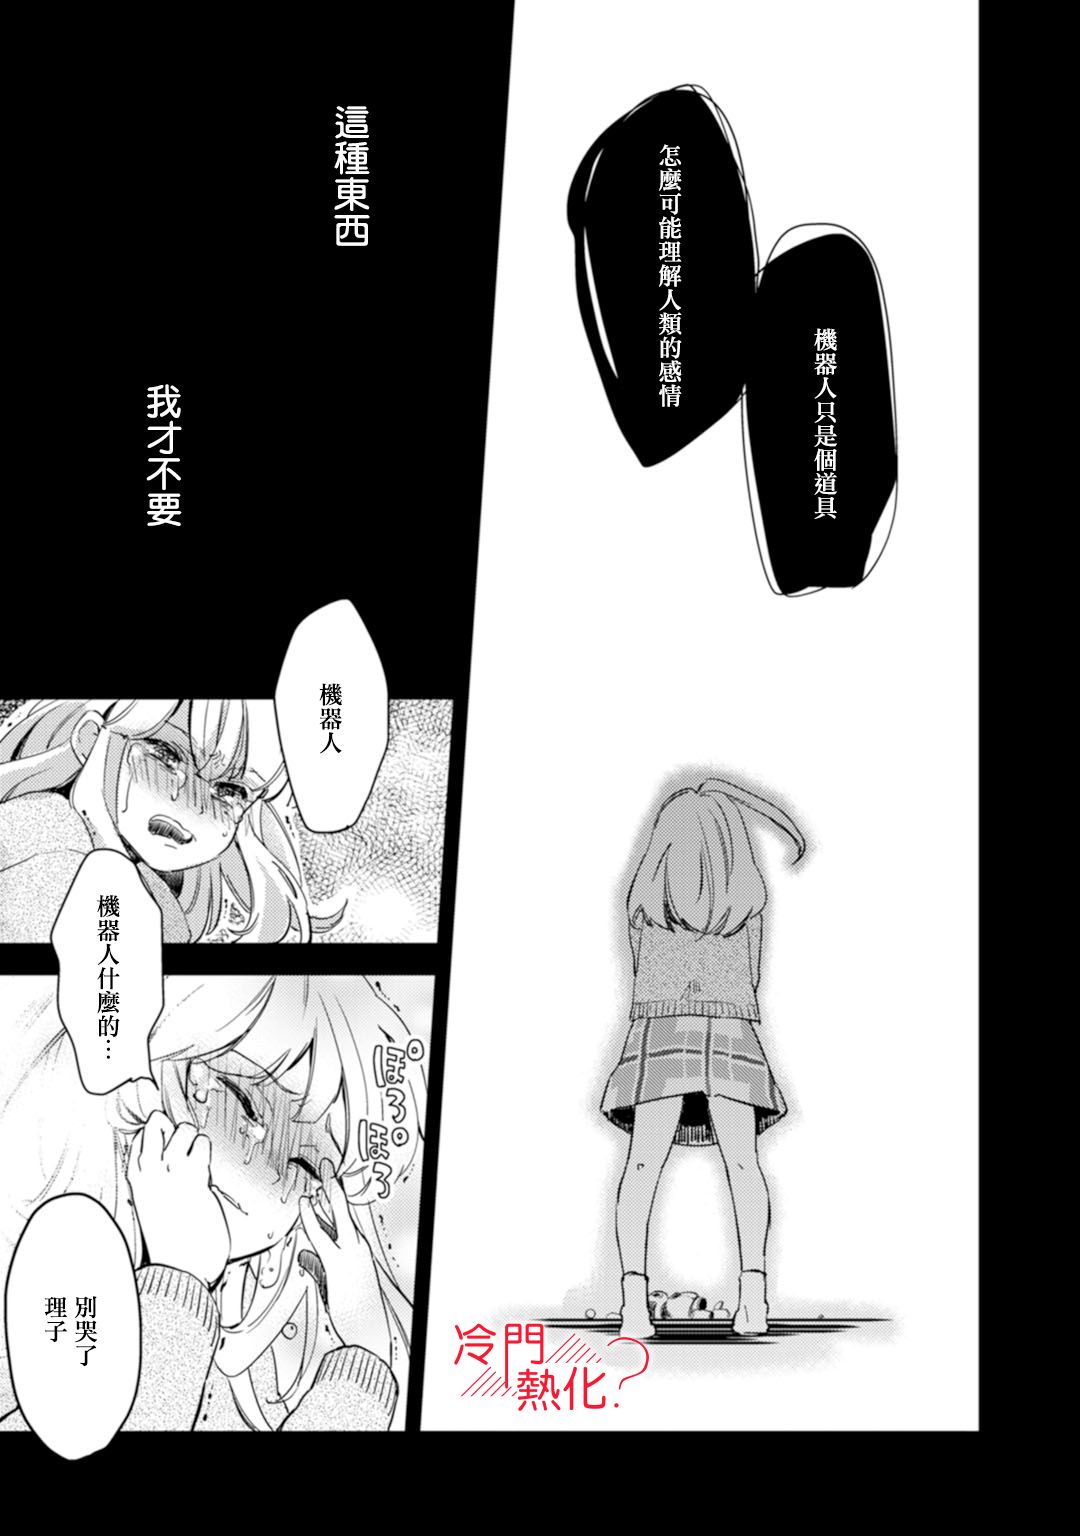 機器人只是個道具
怎麼可能理解人類的感情
這種東西
我才不要
機器人
機器人什麼的…
ぽろ
ぽろ
別哭了
理子
冷門
熱化?